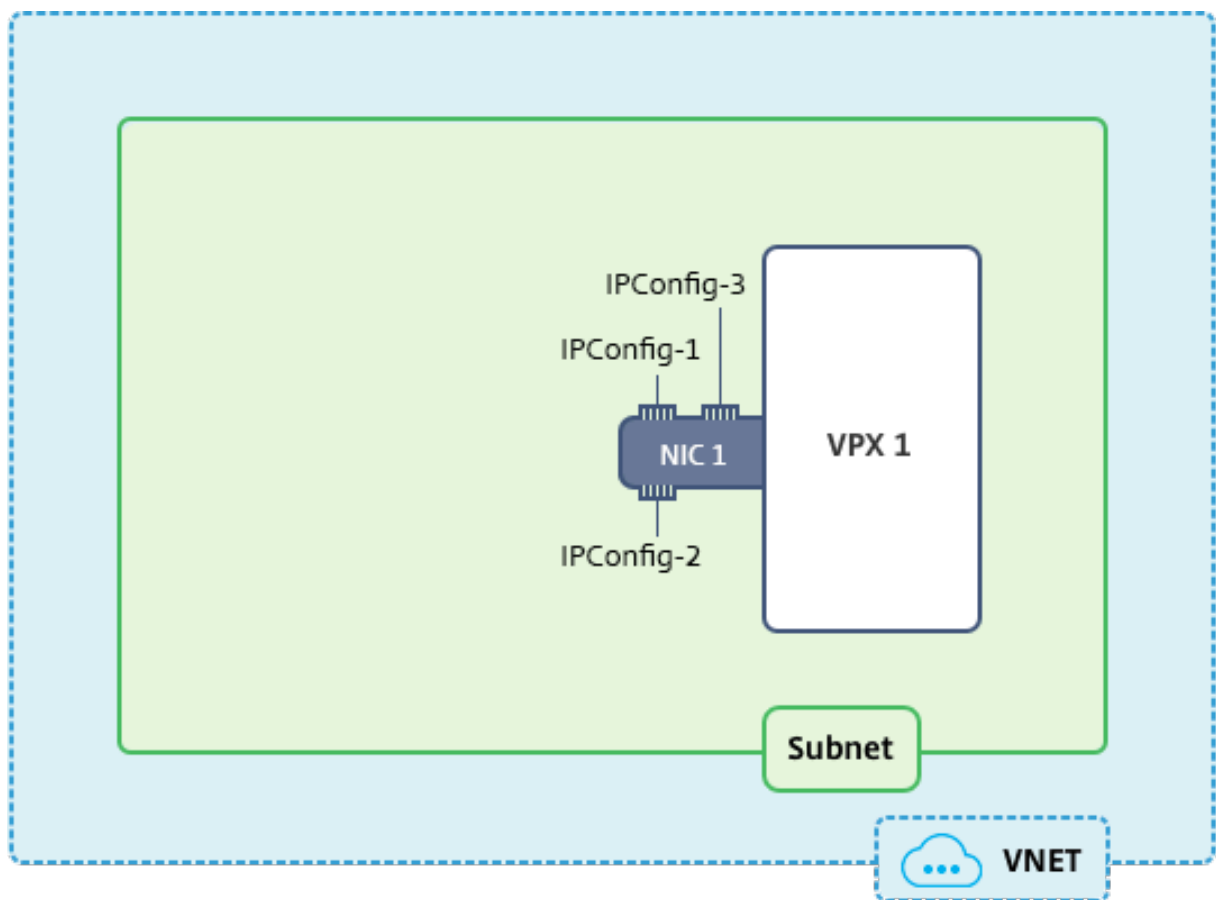 IPConfig-3
IPConfig-1
NIC 1
VPX 1
IPConfig-2
Subnet
VNET